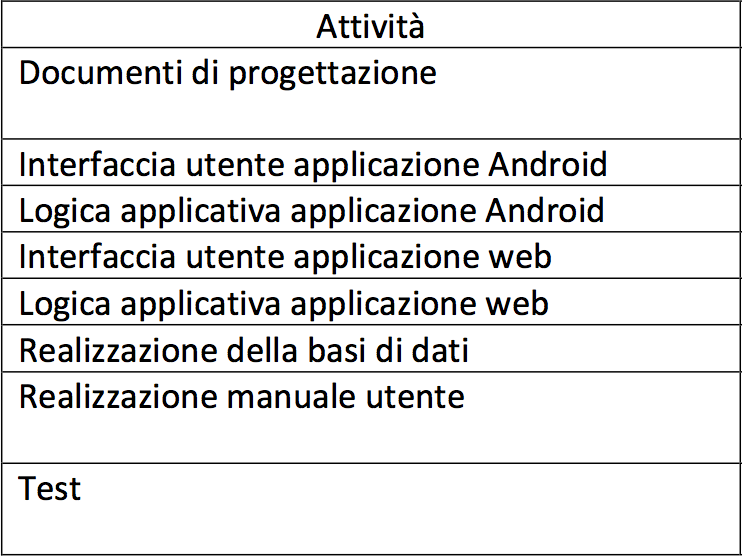 Attività
Documenti di progettazione
Interfaccia utente applicazione Android
Logica applicativa applicazione Android
Interfaccia utente applicazione web
Logica applicativa applicazione web
Realizzazione della basi di dati
Realizzazione manuale utente
Test